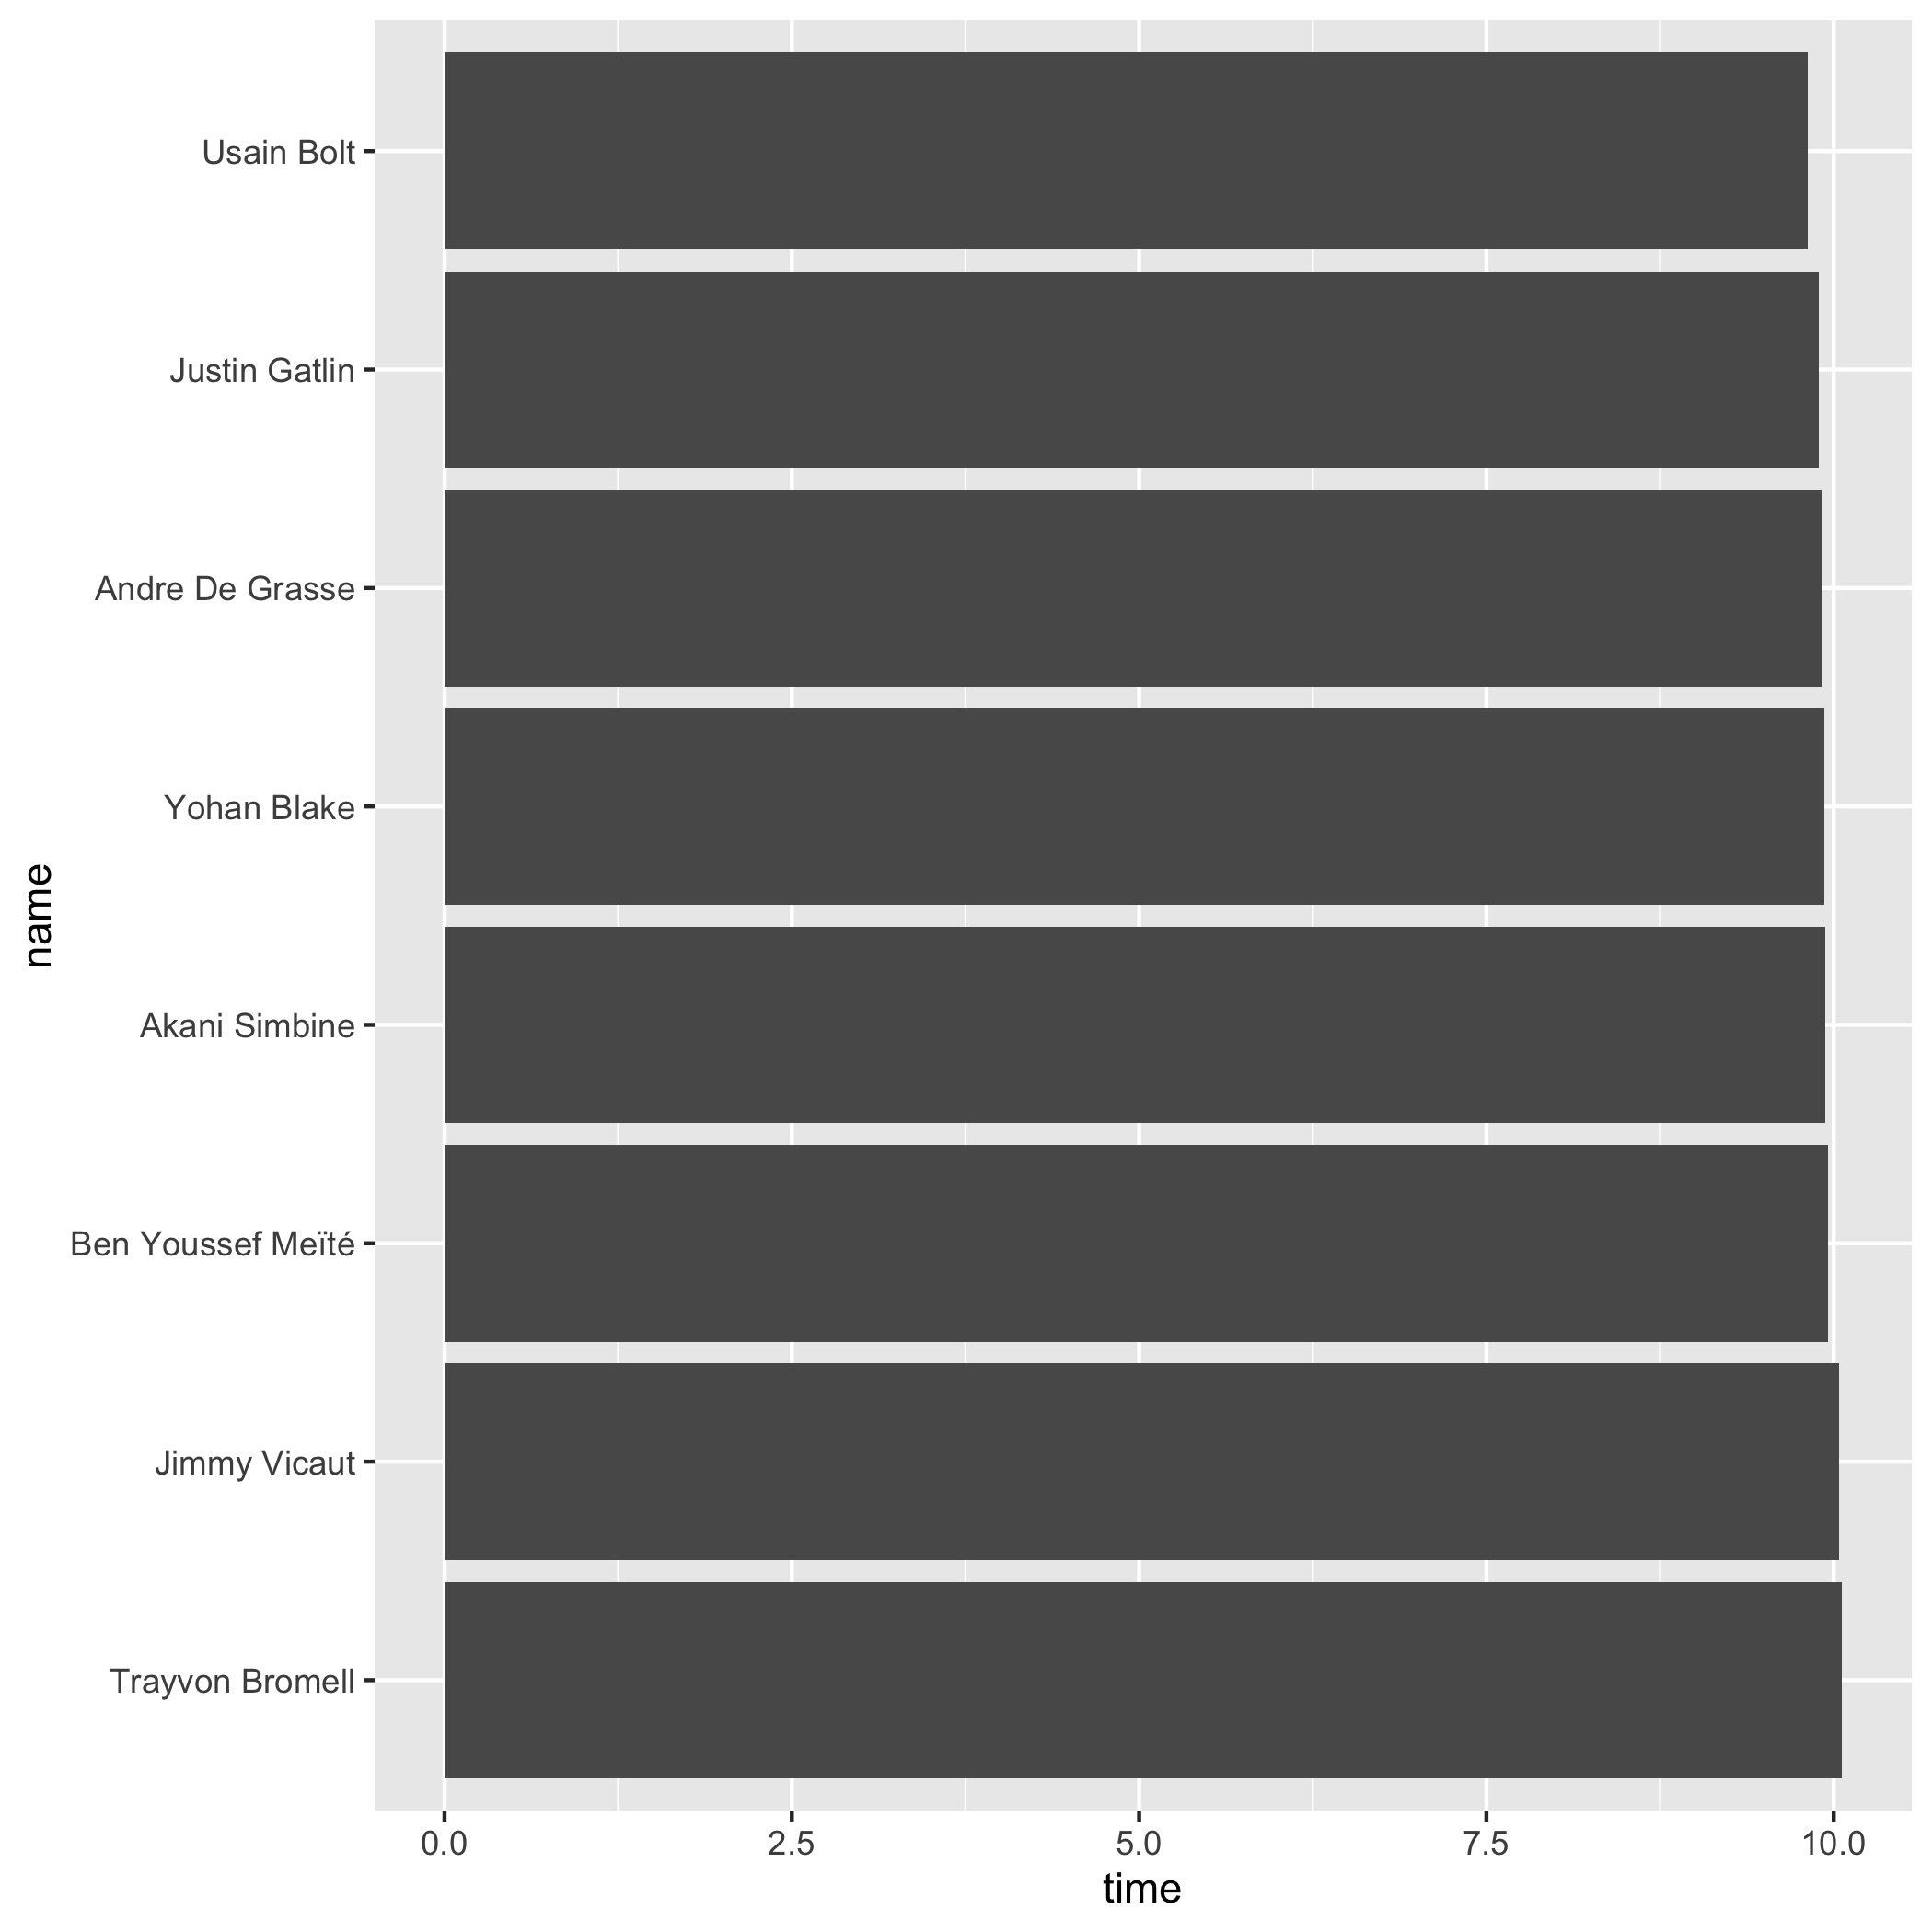 Usain Bolt
Justin Gatlin
Andre De Grasse
Yohan Blake
Akani Simbine
Ben Youssef Meïté
Jimmy Vicaut
Trayvon Bromell
name
0.0 2.5 5.0 7.5 10.0
time